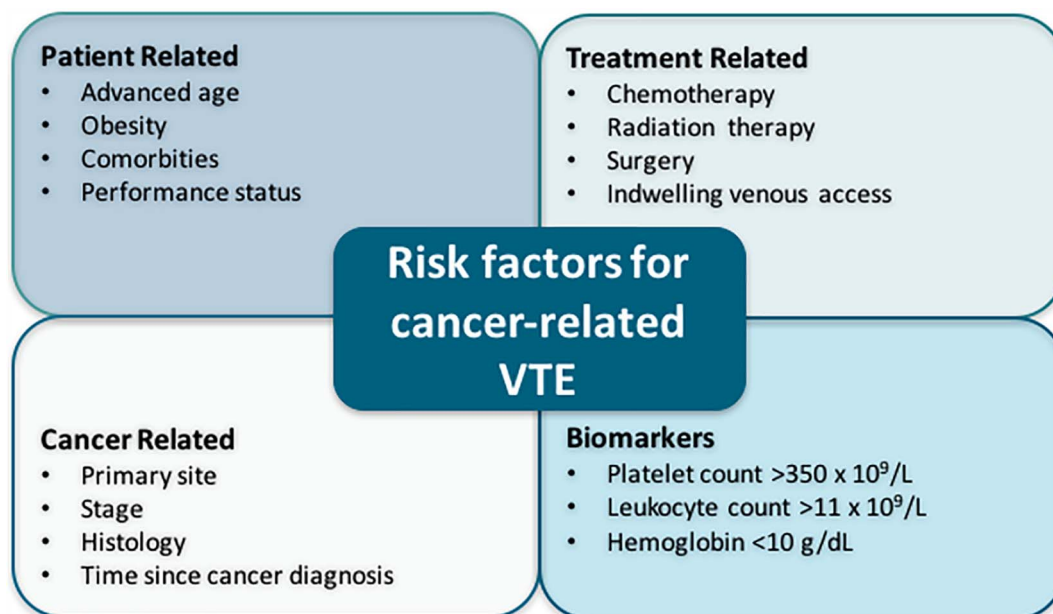 Patient Related
• Advanced age
• Obesity
• Comorbities
• Performance status
Treatment Related
• Chemotherapy
• Radiation therapy
• Surgery
• Indwelling venous access
Risk factors for
cancer-related
VTE
Cancer Related
• Primary site
• Stage
• Histology
• Time since cancer diagnosis
Biomarkers
• Platelet count >350 x 10⁹/L
• Leukocyte count >11 x 10⁹/L
• Hemoglobin <10 g/dL